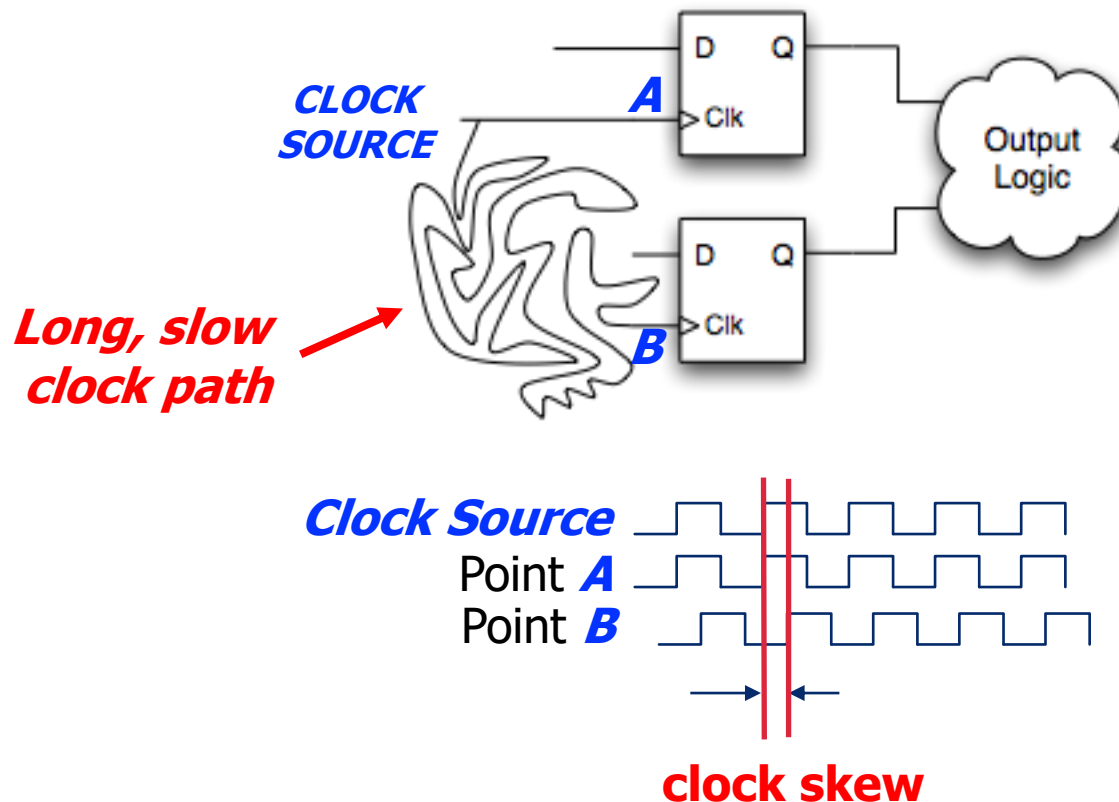 D Q
A
Clk
CLOCK
SOURCE
Output
Logic
D Q
Clk
B
Long, slow
clock path
Clock Source
Point A
Point B
clock skew